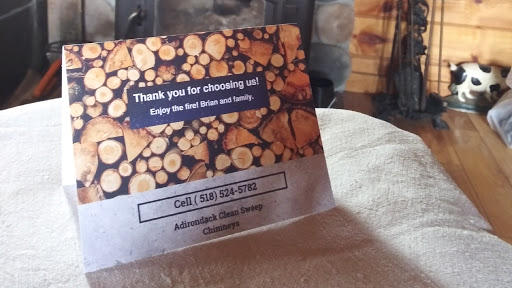 Thank you for choosing us!
Enjoy the fire! Brian and family.
Cell ( 518) 524-5782
Adirondack Clean Sweep
Chimneys